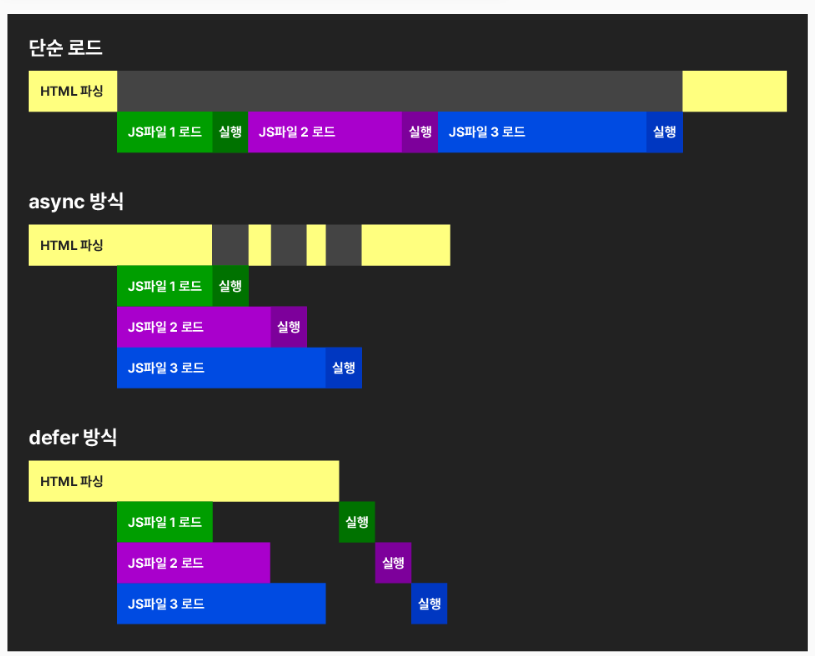 단순 로드
HTML 파싱
JS파일 1 로드 실행 JS파일 2 로드 실행 JS파일 3 로드 실행
async 방식
HTML 파싱
JS파일 1 로드 실행
JS파일 2 로드 실행
JS파일 3 로드 실행
defer 방식
HTML 파싱
JS파일 1 로드 실행
JS파일 2 로드 실행
JS파일 3 로드 실행